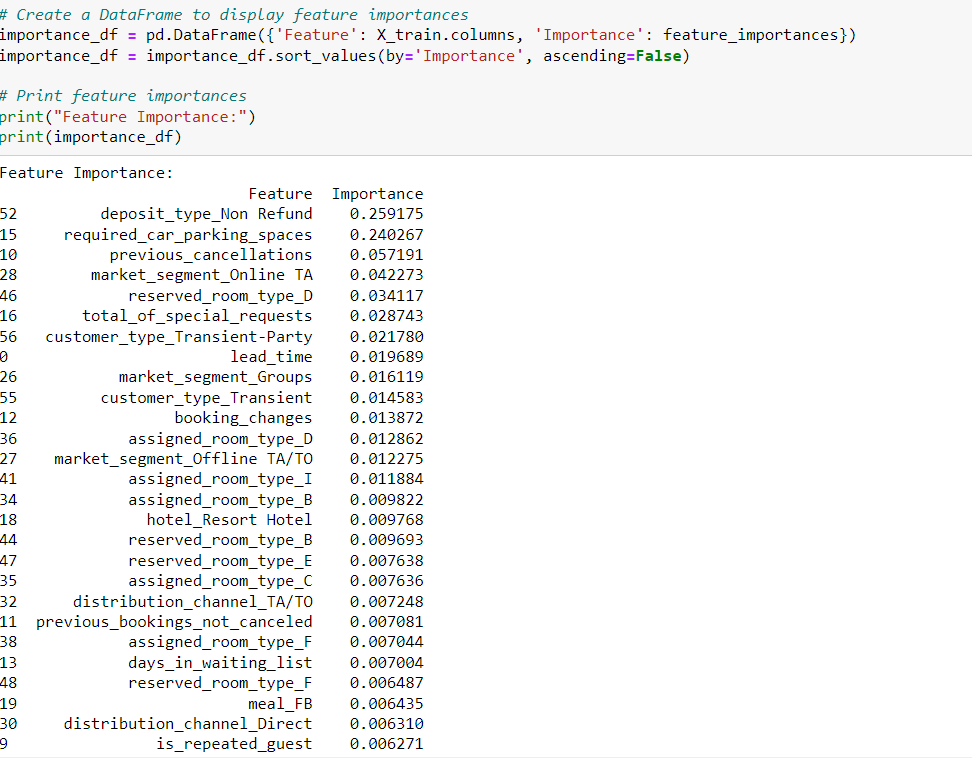 # Create a DataFrame to display feature importances
importance_df = pd.DataFrame({'Feature': X_train.columns, 'Importance': feature_importances})
importance_df = importance_df.sort_values(by='Importance', ascending=False)
# Print feature importances
print("Feature Importance:")
print(importance_df)
Feature Importance:
Feature Importance
52 deposit_type_Non Refund 0.259175
15 required_car_parking_spaces 0.240267
10 previous_cancellations 0.057191
28 market_segment_Online TA 0.042273
46 reserved_room_type_D 0.034117
16 total_of_special_requests 0.028743
56 customer_type_Transient-Party 0.021780
0 lead_time 0.019689
26 market_segment_Groups 0.016119
55 customer_type_Transient 0.014583
12 booking_changes 0.013872
36 assigned_room_type_D 0.012862
27 market_segment_Offline TA/TO 0.012275
41 assigned_room_type_I 0.011884
34 assigned_room_type_B 0.009822
18 hotel_Resort Hotel 0.009768
44 reserved_room_type_B 0.009693
47 reserved_room_type_E 0.007638
35 assigned_room_type_C 0.007636
32 distribution_channel_TA/TO 0.007248
11 previous_bookings_not_canceled 0.007081
38 assigned_room_type_F 0.007044
13 days_in_waiting_list 0.007004
48 reserved_room_type_F 0.006487
19 meal_FB 0.006435
30 distribution_channel_Direct 0.006310
9 is_repeated_guest 0.006271